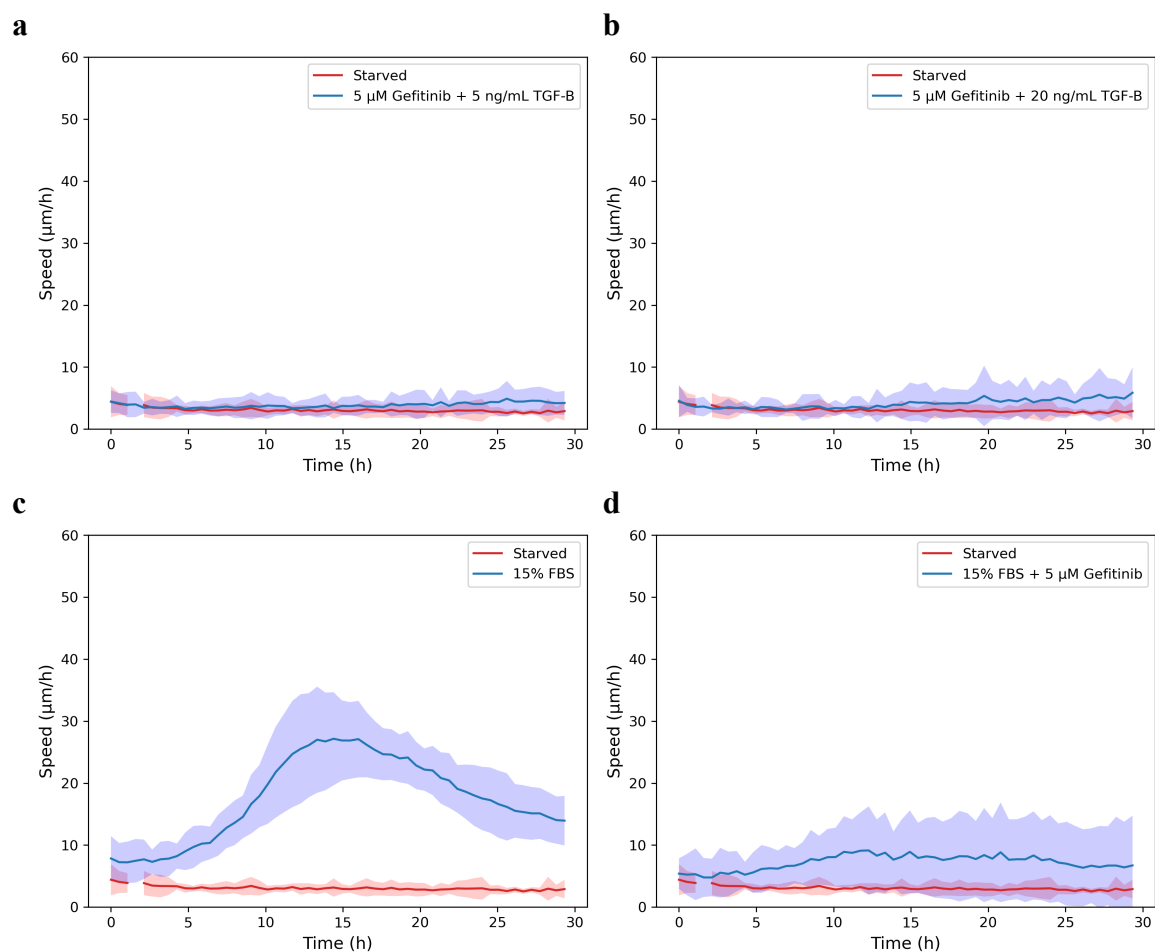 a
60
50
40
30
20
10
0
Speed (μm/h)
Starved
5 μM Gefitinib + 5 ng/mL TGF-B
0 5 10 15 20 25 30
Time (h)
b
60
50
40
30
20
10
0
Speed (μm/h)
Starved
5 μM Gefitinib + 20 ng/mL TGF-B
0 5 10 15 20 25 30
Time (h)
c
60
50
40
30
20
10
0
Speed (μm/h)
Starved
15% FBS
0 5 10 15 20 25 30
Time (h)
d
60
50
40
30
20
10
0
Speed (μm/h)
Starved
15% FBS + 5 μM Gefitinib
0 5 10 15 20 25 30
Time (h)